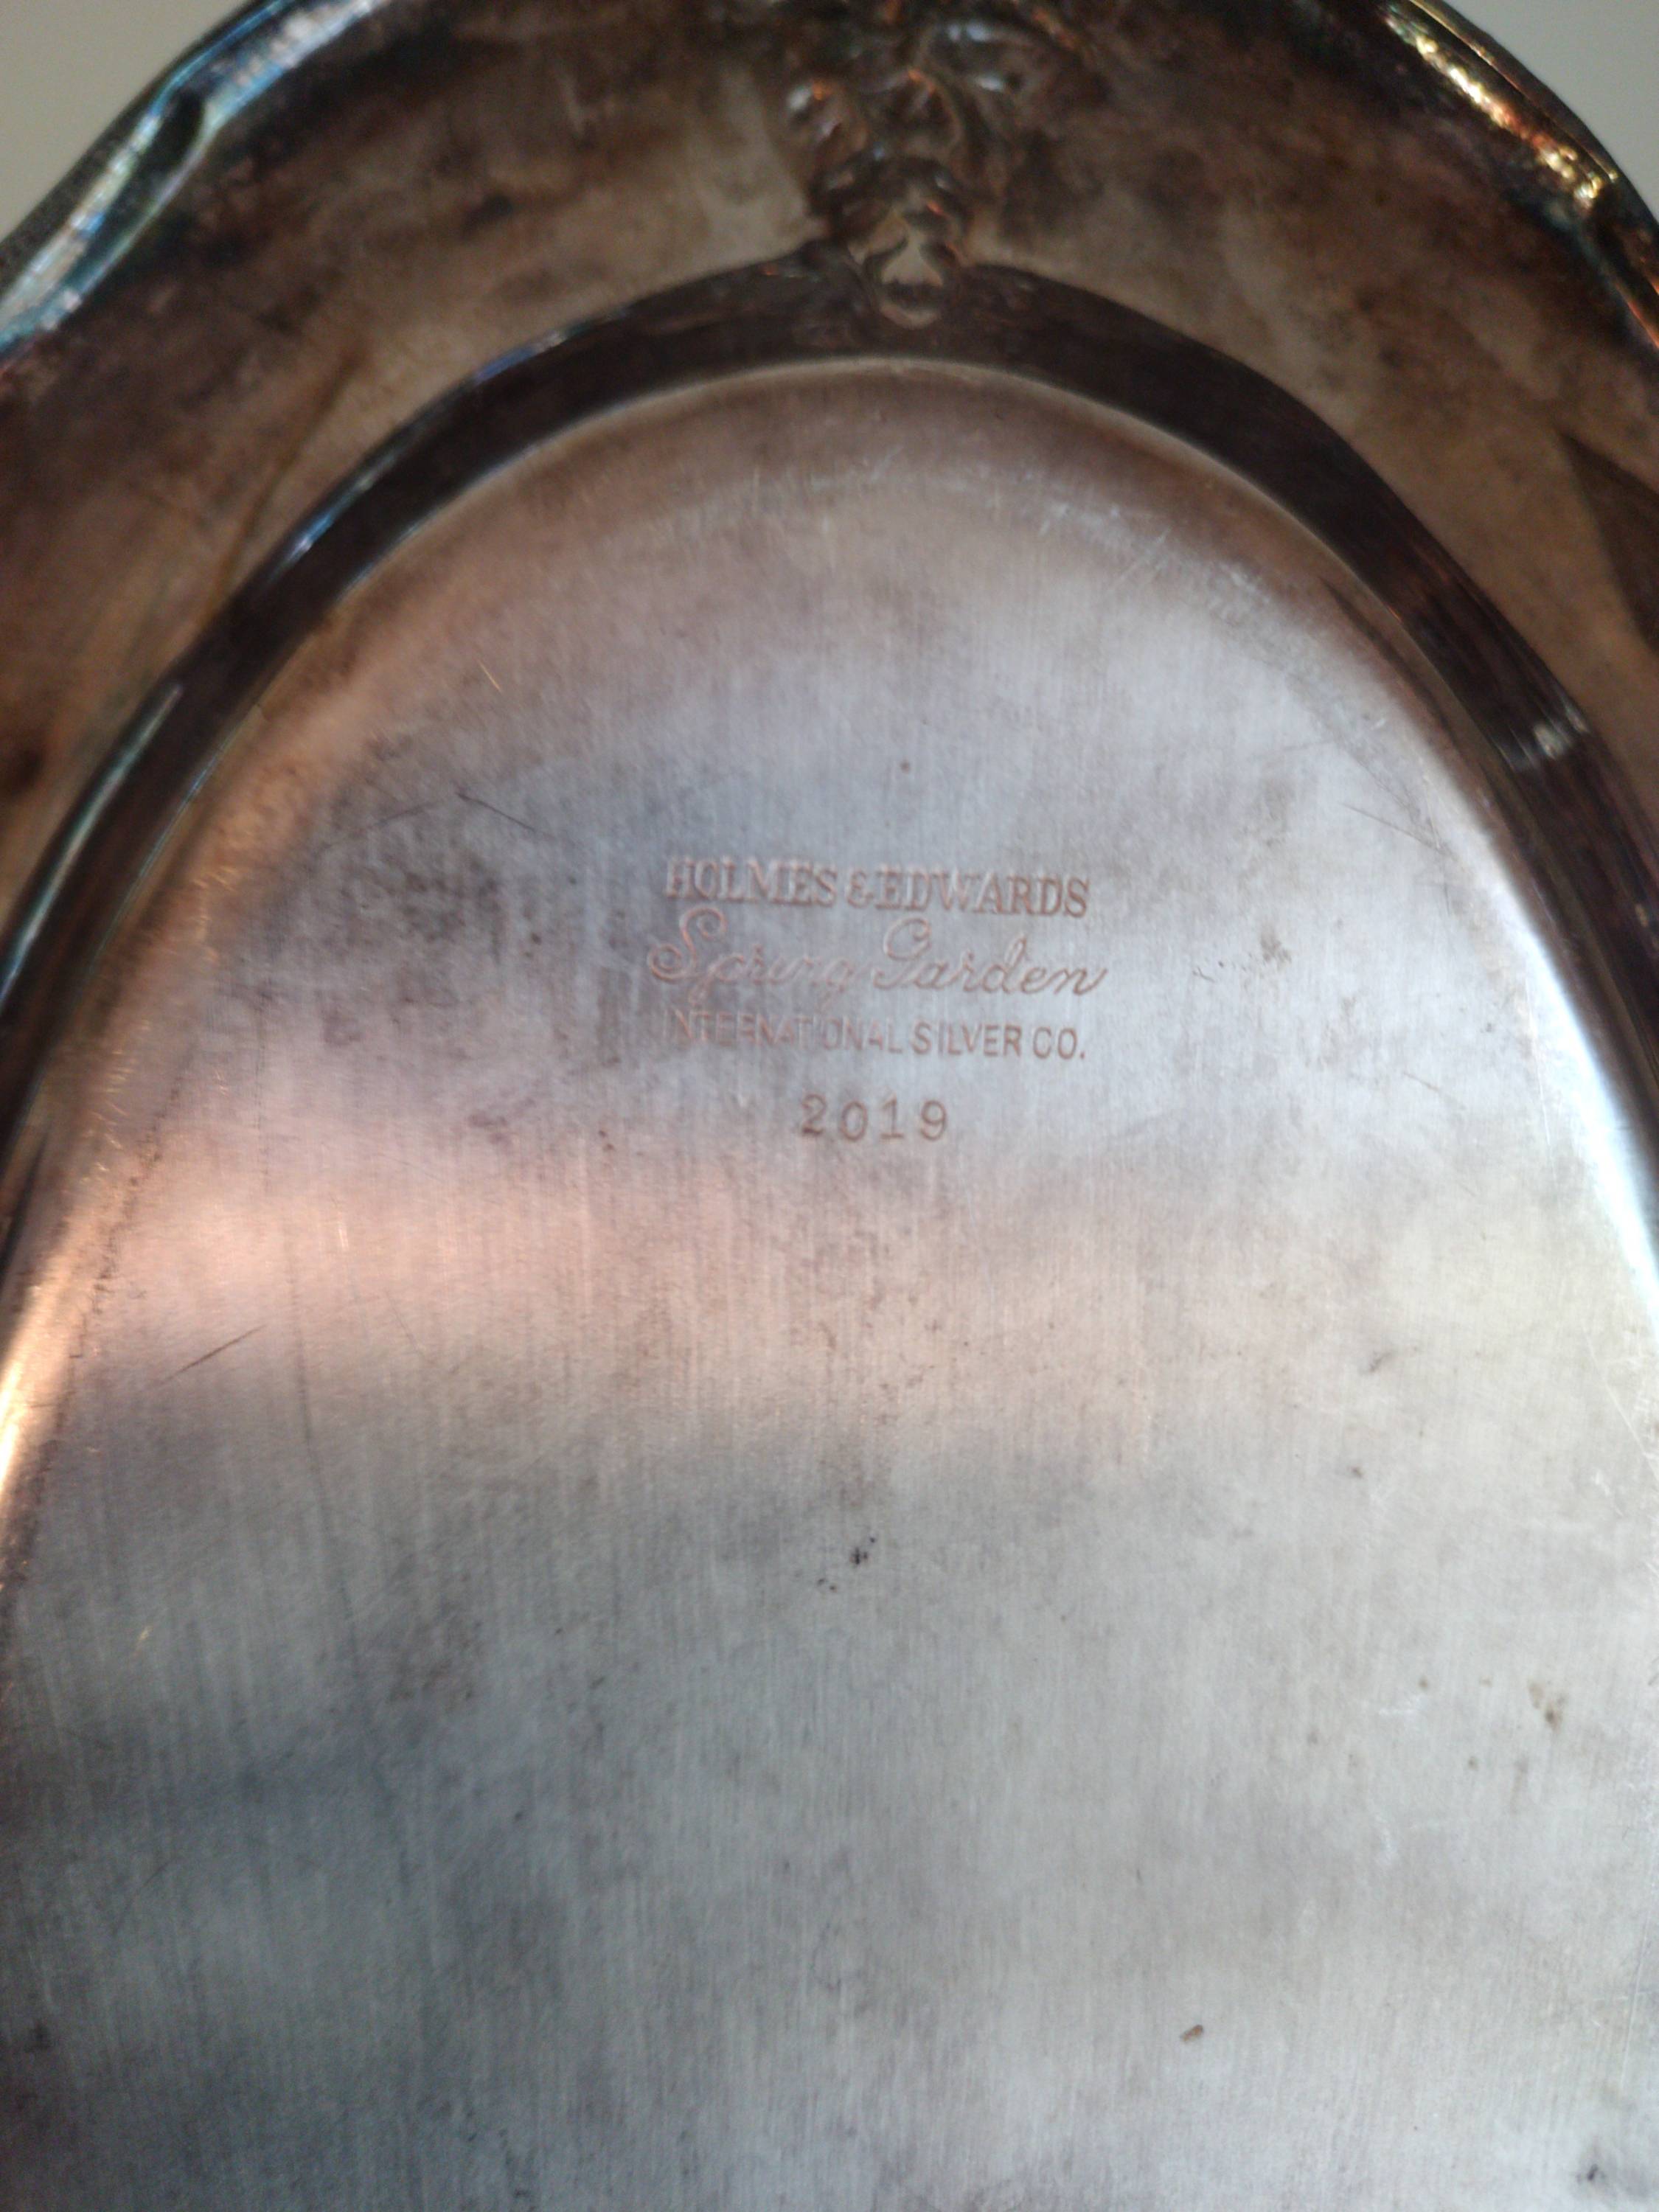 HOLMES & EDWARDS
Spring Garden
INTERNATIONAL SILVER CO.
2019